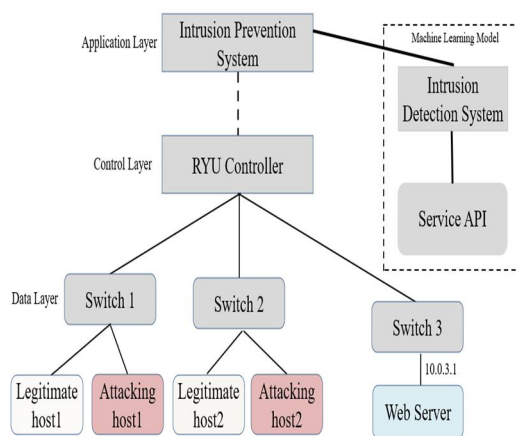 Application Layer
Intrusion Prevention
System
Machine Learning Model
Intrusion
Detection System
Control Layer
RYU Controller
Service API
Data Layer
Switch 1
Switch 2
Switch 3
10.0.3.1
Legitimate
host1
Attacking
host1
Legitimate
host2
Attacking
host2
Web Server